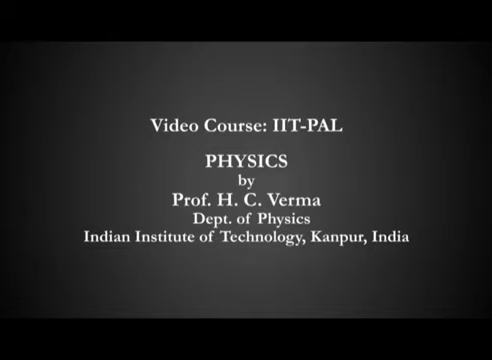 Video Course: IIT-PAL
PHYSICS
by
Prof. H. C. Verma
Dept. of Physics
Indian Institute of Technology, Kanpur, India